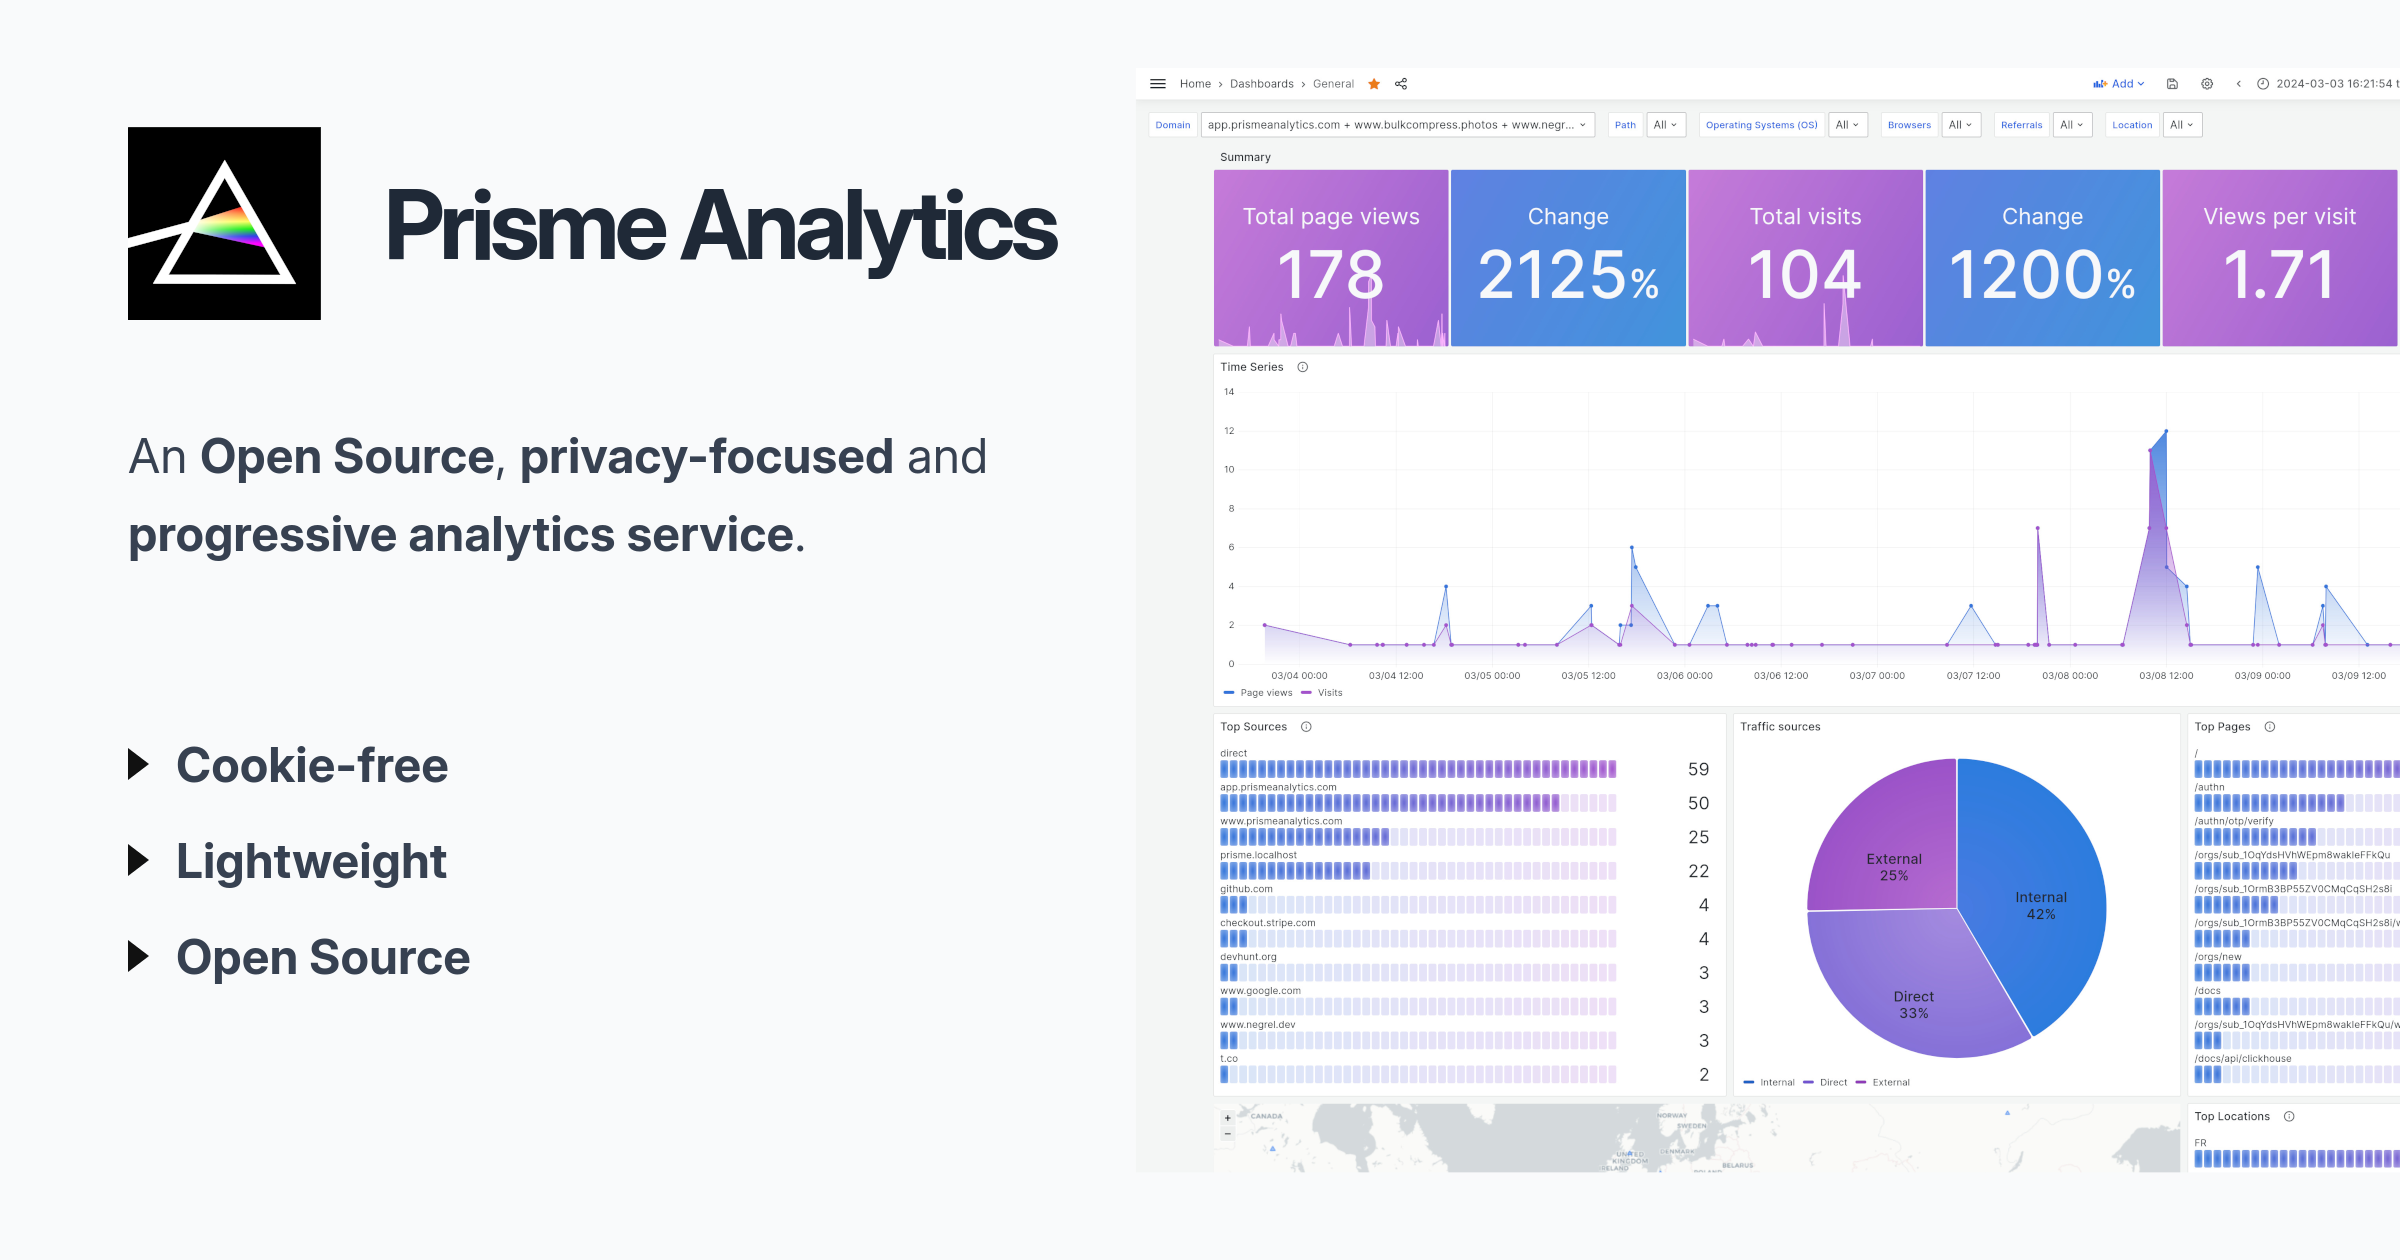 Prisme Analytics
An Open Source, privacy-focused and
progressive analytics service.
Cookie-free
Lightweight
Open Source
Home › Dashboards › General
Add
2024-03-03 16:21:54 t
Domain app.prismeanalytics.com + www.bulkcompress.photos + www.negr... Path All Operating Systems (OS) All Browsers All Referrals All Location All
Summary
Total page views
178
Change
2125%
Total visits
104
Change
1200%
Views per visit
1.71
Time Series
14
12
10
8
6
4
2
0
03/04 00:00 03/04 12:00 03/05 00:00 03/05 12:00 03/06 00:00 03/06 12:00 03/07 00:00 03/07 12:00 03/08 00:00 03/08 12:00 03/09 00:00 03/09 12:00
Page views Visits
Top Sources
direct
59
app.prismeanalytics.com
50
www.prismeanalytics.com
25
prisme.localhost
22
github.com
4
checkout.stripe.com
4
devhunt.org
3
www.google.com
3
www.negrel.dev
3
t.co
2
Traffic sources
External
25%
Internal
42%
Direct
33%
Internal Direct External
Top Pages
/
/authn
/authn/otp/verify
/orgs/sub_1OqYdsHVhWEpm8wakIeFFkQu
/orgs/sub_1OrmB3BP55ZV0CMqCqSH2s8i
/orgs/sub_1OrmB3BP55ZV0CMqCqSH2s8i/v
/orgs/new
/docs
/orgs/sub_1OqYdsHVhWEpm8wakIeFFkQu/w
/docs/api/clickhouse
+
−
CANADA
NORWAY
SWEDEN
UNITED
KINGDOM
DENMARK
BELARUS
Top Locations
FR